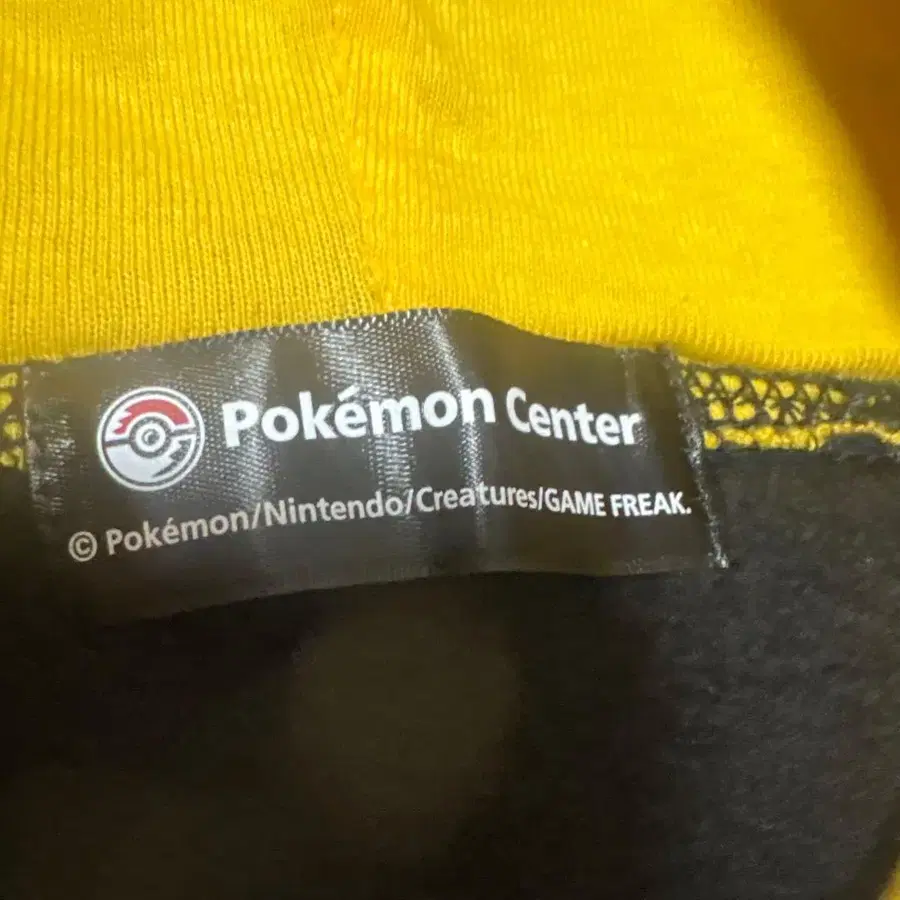 Pokémon Center
© Pokémon/Nintendo/Creatures/GAME FREAK.